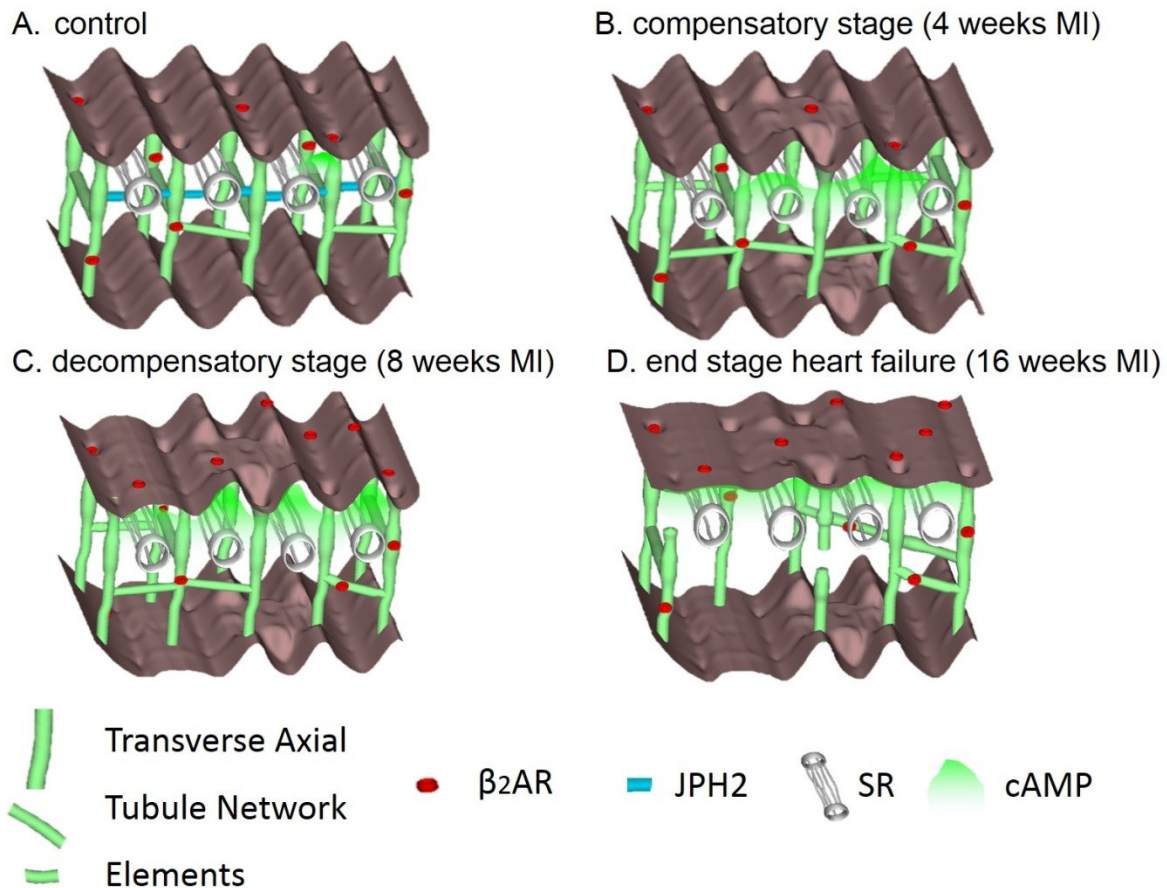 A. control
B. compensatory stage (4 weeks MI)
C. decompensatory stage (8 weeks MI)
D. end stage heart failure (16 weeks MI)
Transverse Axial
Tubule Network
Elements
β2AR
JPH2
SR
cAMP